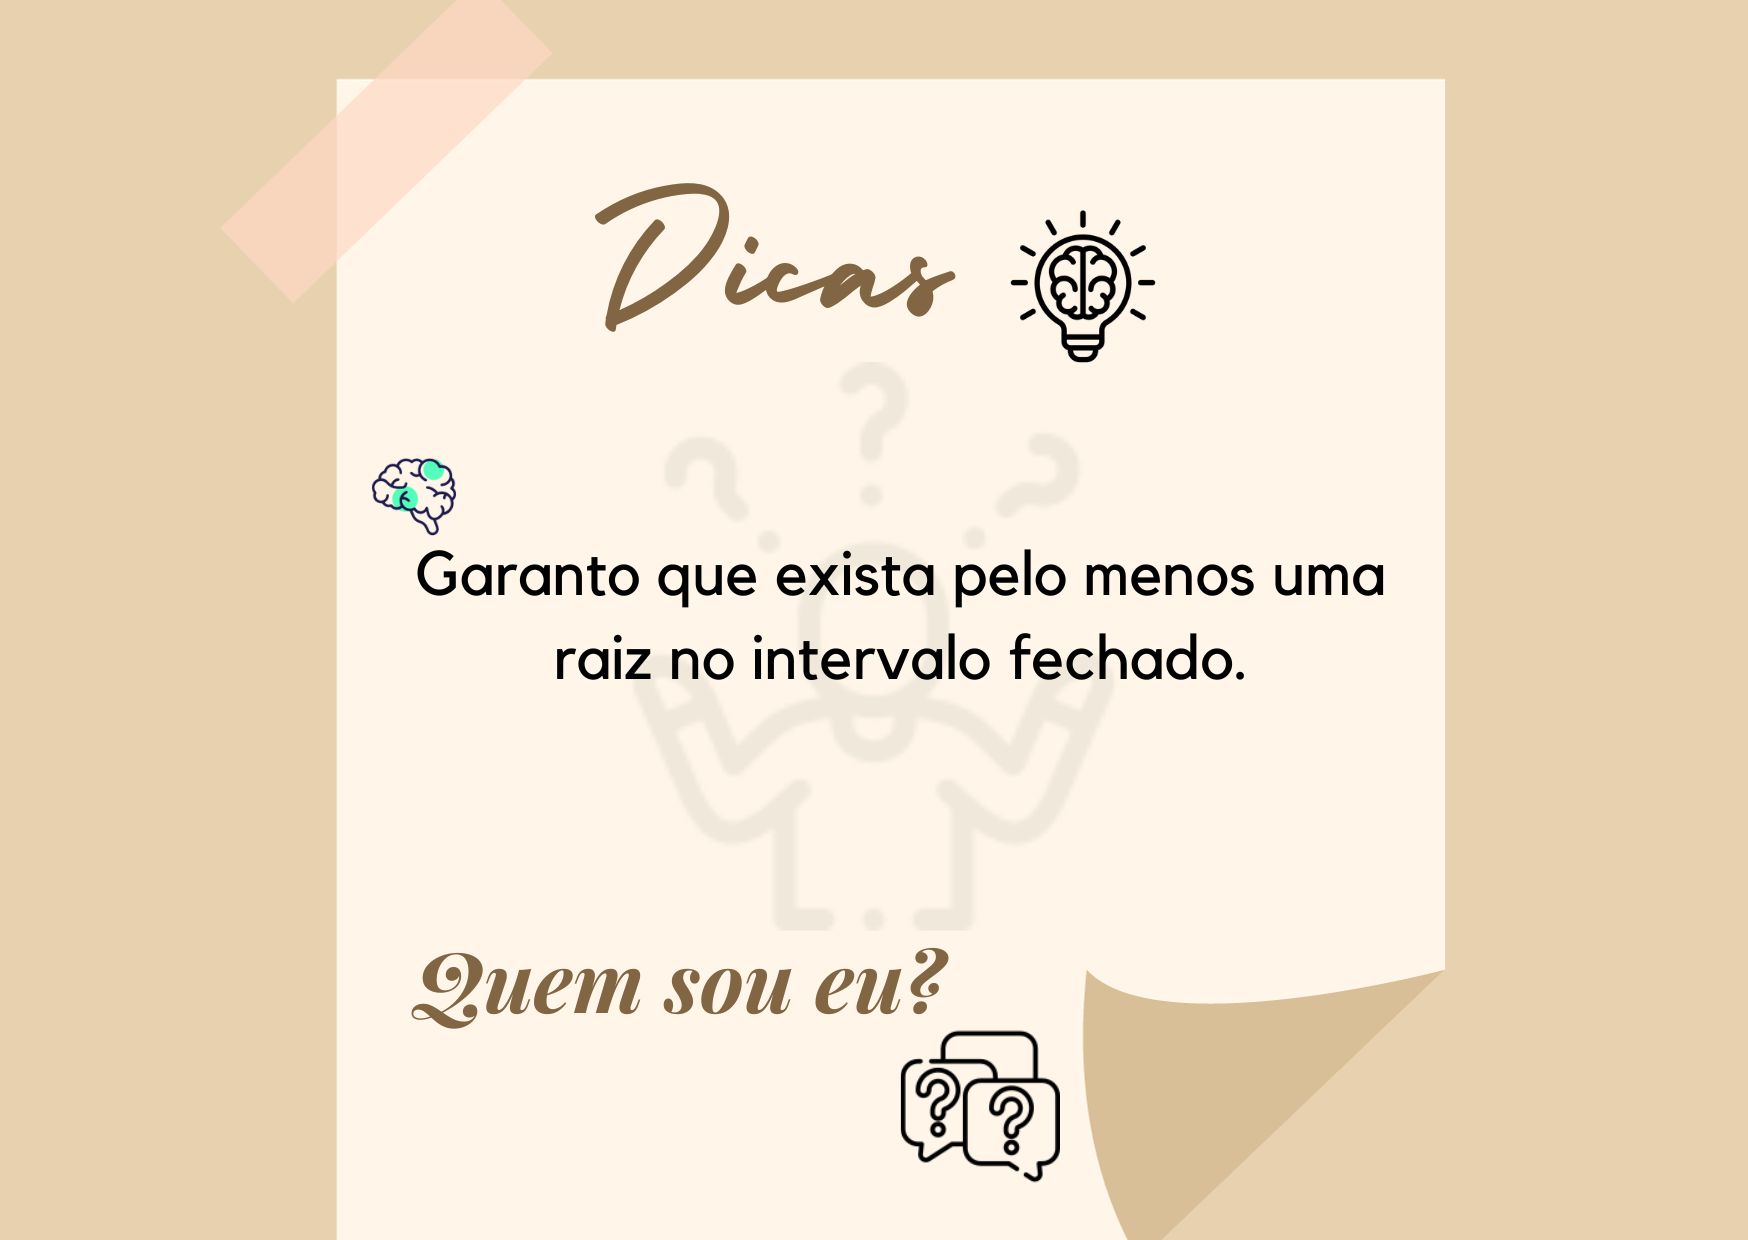 Dicas
Garanto que exista pelo menos uma
raiz no intervalo fechado.
Quem sou eu?